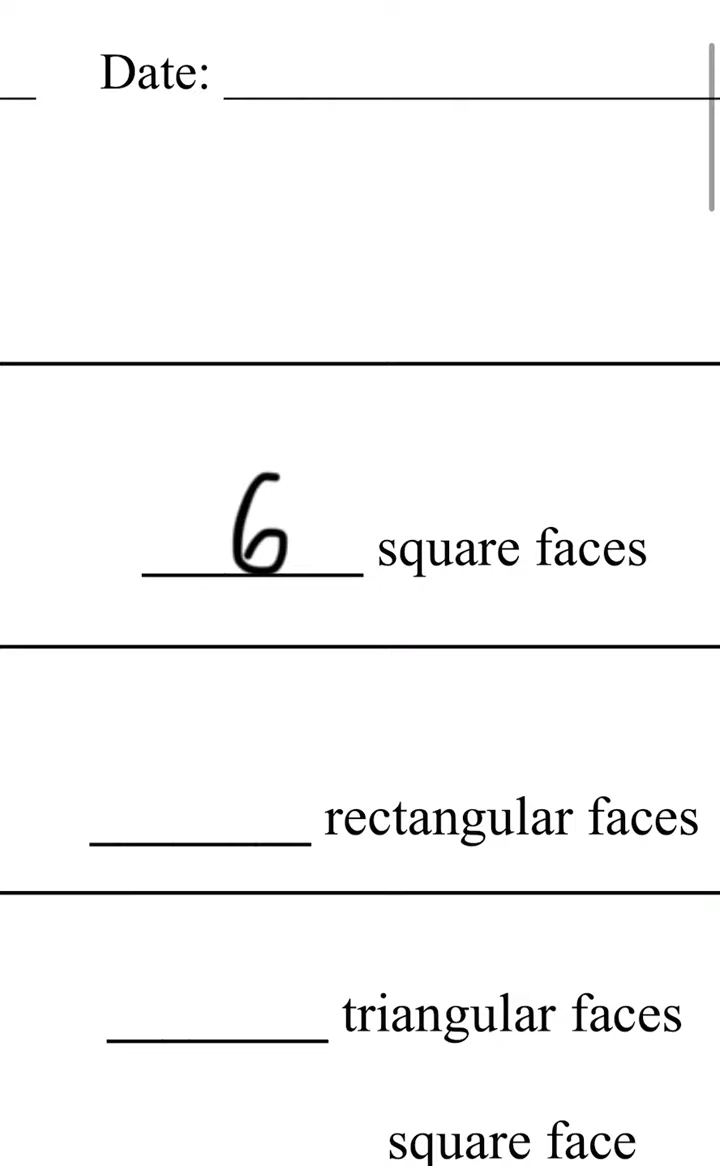 Date:
6 square faces
rectangular faces
triangular faces
square face